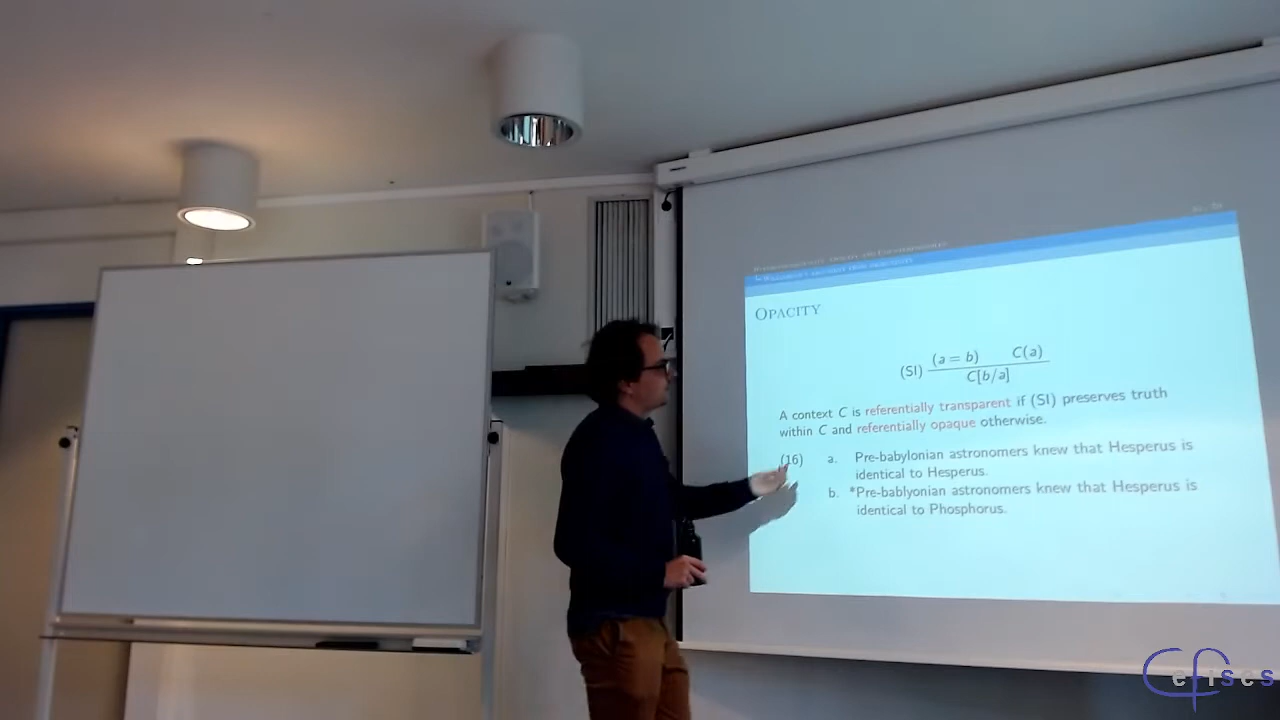 OPACITY
(a = b) C(a)
(SI)
C[b/a]
A context C is referentially transparent if (SI) preserves truth
within C and referentially opaque otherwise.
(16) a. Pre-babylonian astronomers knew that Hesperus is
identical to Hesperus.
b. *Pre-bablyonian astronomers knew that Hesperus is
identical to Phosphorus.
efises